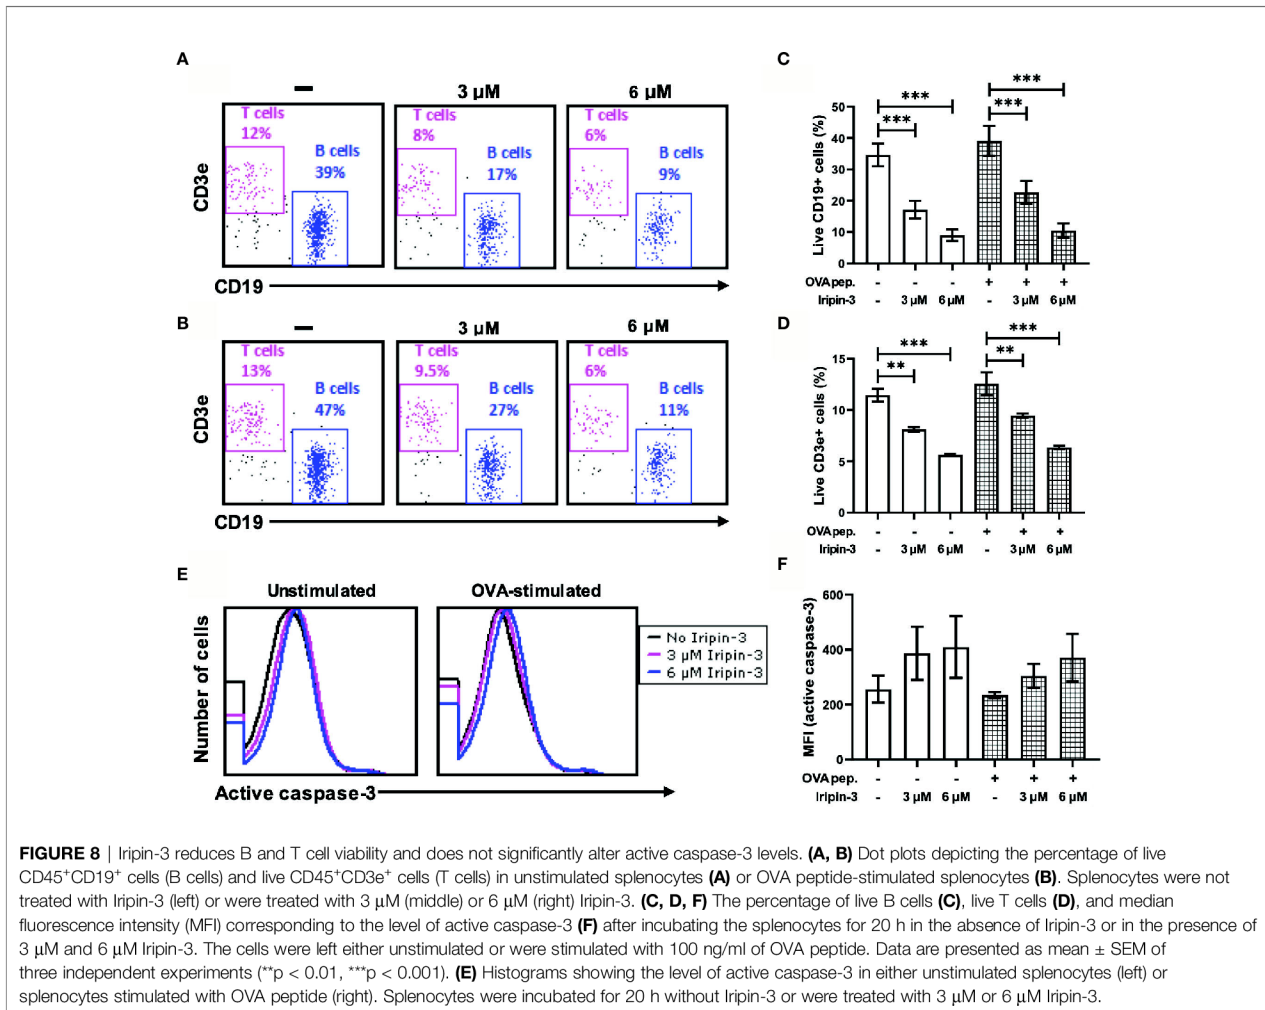 A
– 3 µM 6 µM
T cells
12%
B cells
39%
T cells
8%
B cells
17%
T cells
6%
B cells
9%
CD3e
CD19
B
– 3 µM 6 µM
T cells
13%
B cells
47%
T cells
9.5%
B cells
27%
T cells
6%
B cells
11%
CD3e
CD19
C
*** ***
*** ***
Live CD19+ cells (%)
50
40
30
20
10
0
OVA pep. - - - + + +
Iripin-3 - 3 µM 6 µM - 3 µM 6 µM
D
*** ***
** **
Live CD3e+ cells (%)
15
10
5
0
OVA pep. - - - + + +
Iripin-3 - 3 µM 6 µM - 3 µM 6 µM
E
Unstimulated OVA-stimulated
Number of cells
No Iripin-3
3 µM Iripin-3
6 µM Iripin-3
Active caspase-3
F
MFI (active caspase-3)
600
400
200
0
OVA pep. - - - + + +
Iripin-3 - 3 µM 6 µM - 3 µM 6 µM
FIGURE 8 | Iripin-3 reduces B and T cell viability and does not significantly alter active caspase-3 levels. (A, B) Dot plots depicting the percentage of live
CD45⁺CD19⁺ cells (B cells) and live CD45⁺CD3e⁺ cells (T cells) in unstimulated splenocytes (A) or OVA peptide-stimulated splenocytes (B). Splenocytes were not
treated with Iripin-3 (left) or were treated with 3 µM (middle) or 6 µM (right) Iripin-3. (C, D, F) The percentage of live B cells (C), live T cells (D), and median
fluorescence intensity (MFI) corresponding to the level of active caspase-3 (F) after incubating the splenocytes for 20 h in the absence of Iripin-3 or in the presence of
3 µM and 6 µM Iripin-3. The cells were left either unstimulated or were stimulated with 100 ng/ml of OVA peptide. Data are presented as mean ± SEM of
three independent experiments (**p < 0.01, ***p < 0.001). (E) Histograms showing the level of active caspase-3 in either unstimulated splenocytes (left) or
splenocytes stimulated with OVA peptide (right). Splenocytes were incubated for 20 h without Iripin-3 or were treated with 3 µM or 6 µM Iripin-3.